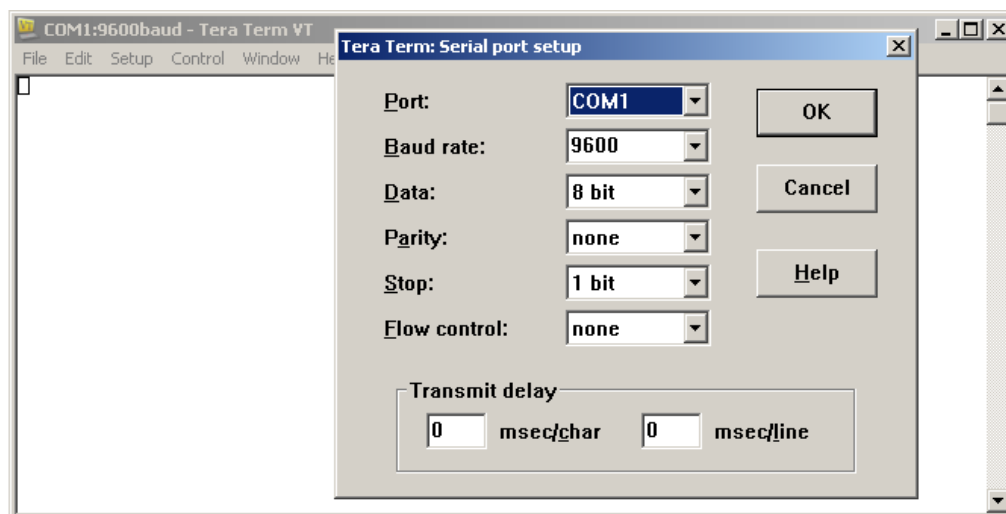 COM1:9600baud - Tera Term VT
File Edit Setup Control Window He
Tera Term: Serial port setup
Port: COM1
OK
Baud rate: 9600
Data: 8 bit
Cancel
Parity: none
Stop: 1 bit
Help
Flow control: none
Transmit delay
0 msec/char 0 msec/line